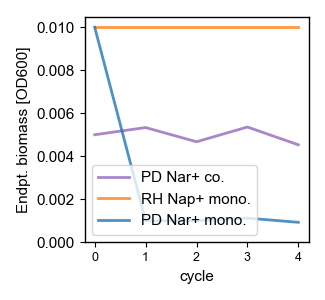 Endpt. biomass [OD600]
0.010
0.008
0.006
0.004
0.002
0.000
PD Nar+ co.
RH Nap+ mono.
PD Nar+ mono.
0 1 2 3 4
cycle